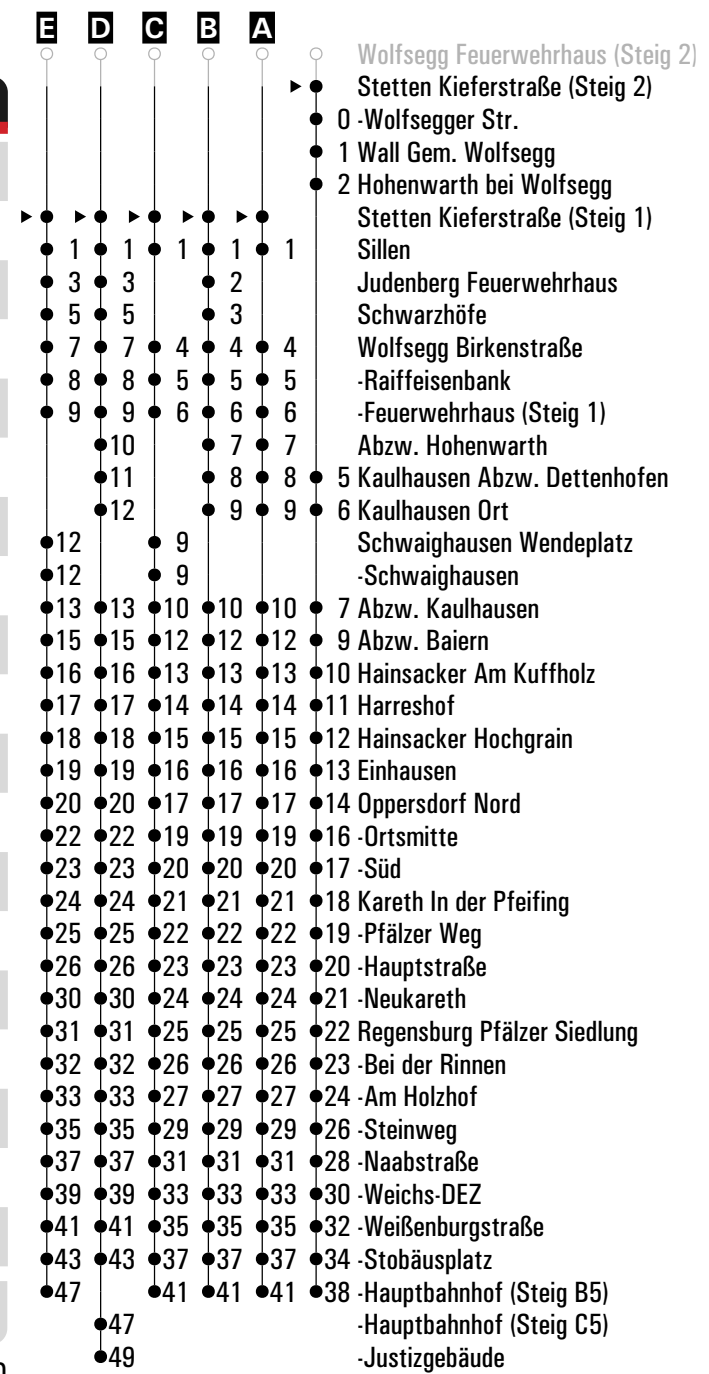 E D C B A
Wolfsegg Feuerwehrhaus (Steig 2)
Stetten Kieferstraße (Steig 2)
0 -Wolfsegger Str.
1 Wall Gem. Wolfsegg
2 Hohenwarth bei Wolfsegg
Stetten Kieferstraße (Steig 1)
1 1 1 1 1 Sillen
3 3 2 Judenberg Feuerwehrhaus
5 5 3 Schwarzhöfe
7 7 4 4 4 Wolfsegg Birkenstraße
8 8 5 5 5 -Raiffeisenbank
9 9 6 6 6 -Feuerwehrhaus (Steig 1)
10 7 7 Abzw. Hohenwarth
11 8 8 5 Kaulhausen Abzw. Dettenhofen
12 9 9 6 Kaulhausen Ort
12 9 Schwaighausen Wendeplatz
12 9 -Schwaighausen
13 13 10 10 10 7 Abzw. Kaulhausen
15 15 12 12 12 9 Abzw. Baiern
16 16 13 13 13 10 Hainsacker Am Kuffholz
17 17 14 14 14 11 Harreshof
18 18 15 15 15 12 Hainsacker Hochgrain
19 19 16 16 16 13 Einhausen
20 20 17 17 17 14 Oppersdorf Nord
22 22 19 19 19 16 -Ortsmitte
23 23 20 20 20 17 -Süd
24 24 21 21 21 18 Kareth In der Pfeifing
25 25 22 22 22 19 -Pfälzer Weg
26 26 23 23 23 20 -Hauptstraße
30 30 24 24 24 21 -Neukareth
31 31 25 25 25 22 Regensburg Pfälzer Siedlung
32 32 26 26 26 23 -Bei der Rinnen
33 33 27 27 27 24 -Am Holzhof
35 35 29 29 29 26 -Steinweg
37 37 31 31 31 28 -Naabstraße
39 39 33 33 33 30 -Weichs-DEZ
41 41 35 35 35 32 -Weißenburgstraße
43 43 37 37 37 34 -Stobäusplatz
47 41 41 41 38 -Hauptbahnhof (Steig B5)
47 -Hauptbahnhof (Steig C5)
49 -Justizgebäude